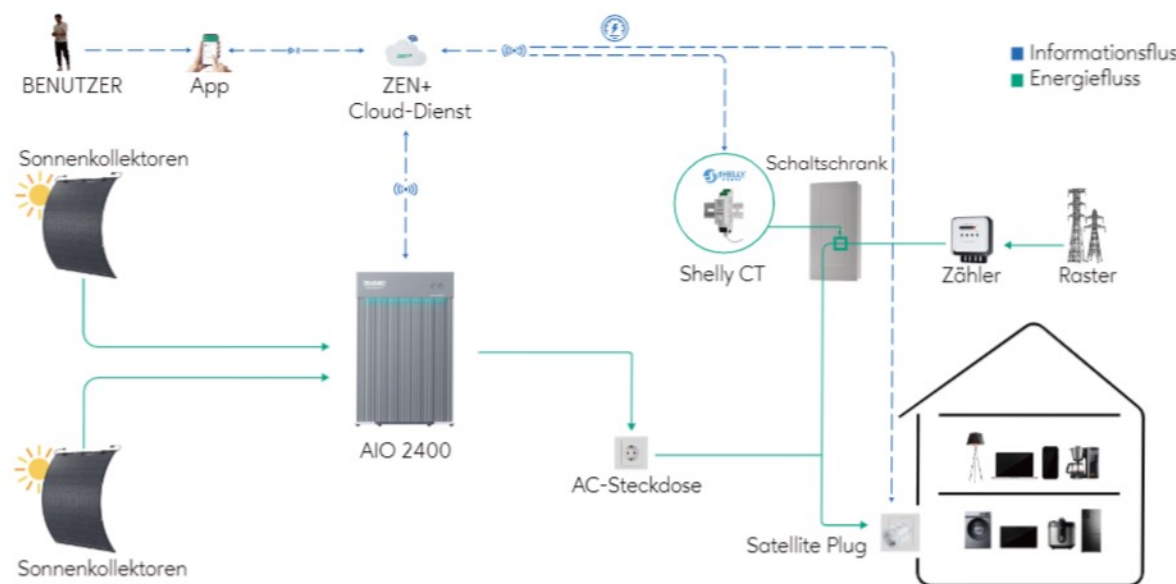 BENUTZER
App
ZEN+
Cloud-Dienst
Informationsflus
Energiefluss
Sonnenkollektoren
Schaltschrank
SHELLY
Shelly CT
Zähler
Raster
AIO 2400
AC-Steckdose
Satellite Plug
Sonnenkollektoren